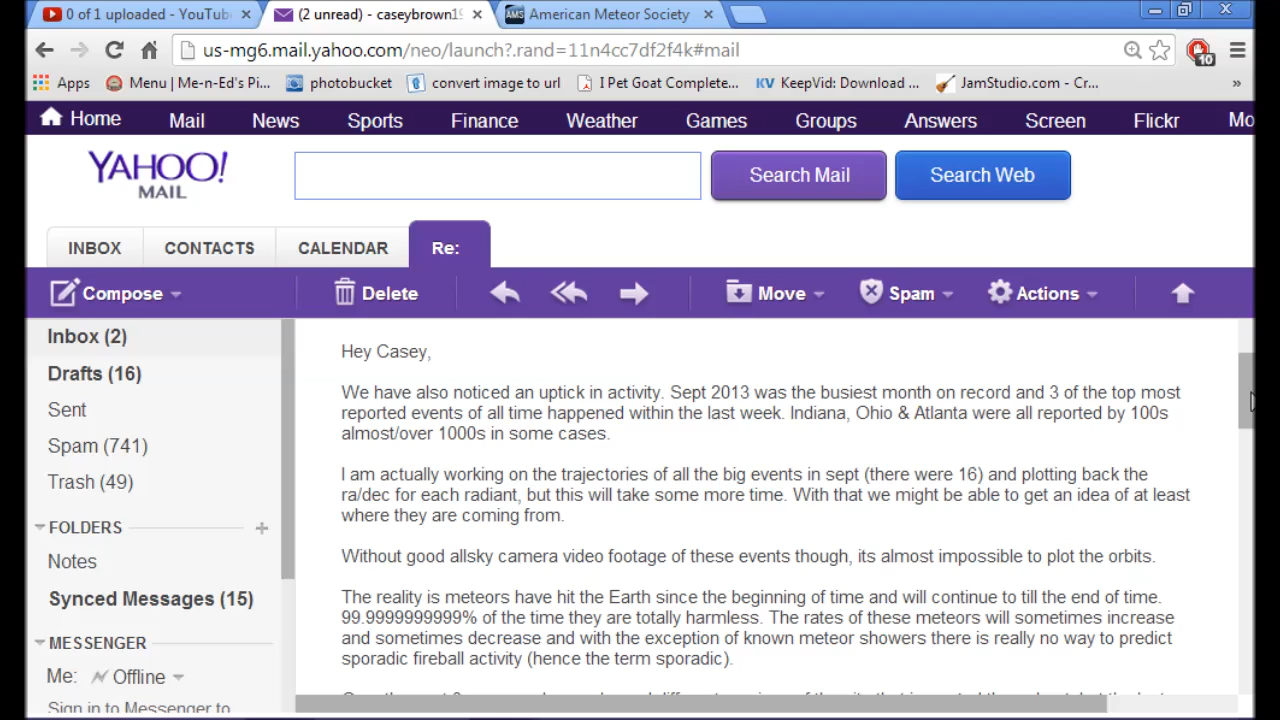 0 of 1 uploaded - YouTub
(2 unread) - caseybrown19
American Meteor Society
us-mg6.mail.yahoo.com/neo/launch?.rand=11n4cc7df2f4k#mail
10
Apps
Menu | Me-n-Ed's Pi...
photobucket
convert image to url
I Pet Goat Complete...
KV KeepVid: Download ...
JamStudio.com - Cr...
»
Home Mail News Sports Finance Weather Games Groups Answers Screen Flickr Mo
YAHOO!
MAIL
Search Mail
Search Web
INBOX CONTACTS CALENDAR Re:
Compose Delete Move Spam Actions
Inbox (2)
Drafts (16)
Sent
Spam (741)
Trash (49)
FOLDERS +
Notes
Synced Messages (15)
MESSENGER
Me: Offline
Sign in to Messenger to
Hey Casey,
We have also noticed an uptick in activity. Sept 2013 was the busiest month on record and 3 of the top most
reported events of all time happened within the last week. Indiana, Ohio & Atlanta were all reported by 100s
almost/over 1000s in some cases.
I am actually working on the trajectories of all the big events in sept (there were 16) and plotting back the
ra/dec for each radiant, but this will take some more time. With that we might be able to get an idea of at least
where they are coming from.
Without good allsky camera video footage of these events though, its almost impossible to plot the orbits.
The reality is meteors have hit the Earth since the beginning of time and will continue to till the end of time.
99.9999999999% of the time they are totally harmless. The rates of these meteors will sometimes increase
and sometimes decrease and with the exception of known meteor showers there is really no way to predict
sporadic fireball activity (hence the term sporadic).